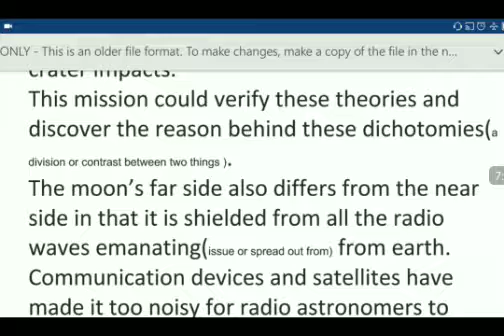 ONLY - This is an older file format. To make changes, make a copy of the file in the n...
crater impacts.
This mission could verify these theories and
discover the reason behind these dichotomies(a
division or contrast between two things ).
The moon's far side also differs from the near
side in that it is shielded from all the radio
waves emanating(issue or spread out from) from earth.
Communication devices and satellites have
made it too noisy for radio astronomers to